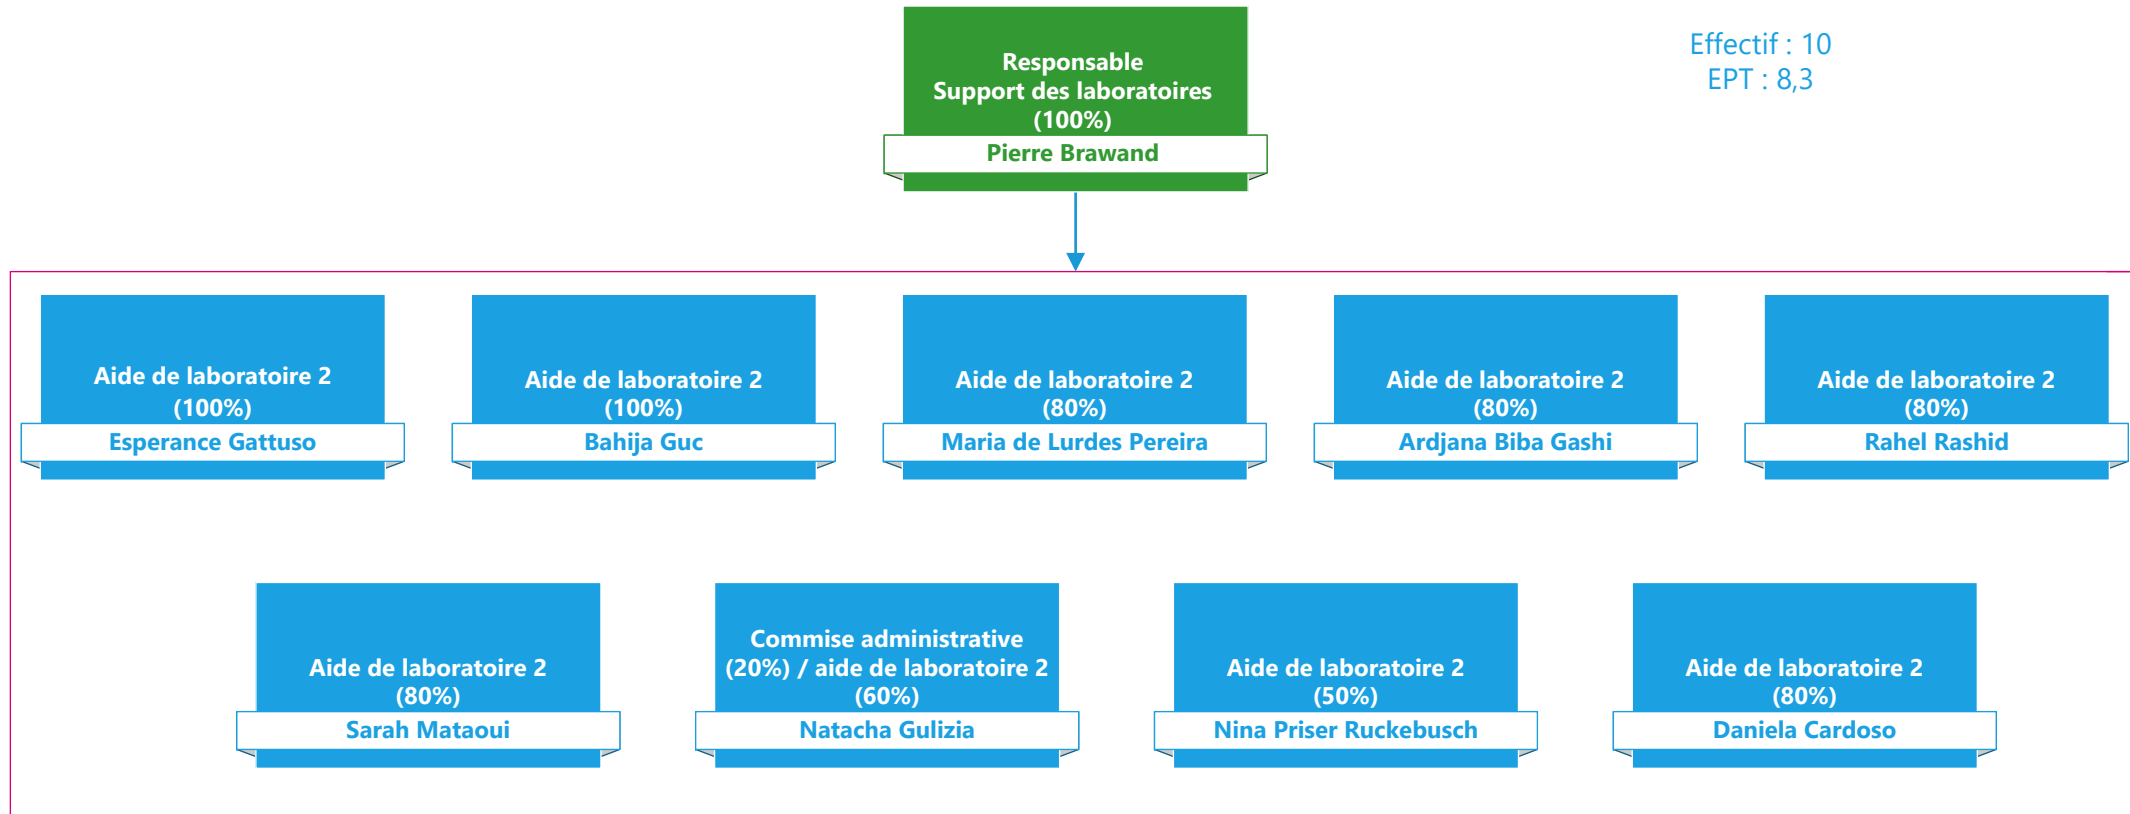 Effectif : 10
EPT : 8,3
Responsable
Support des laboratoires
(100%)
Pierre Brawand
Aide de laboratoire 2
(100%)
Esperance Gattuso
Aide de laboratoire 2
(100%)
Bahija Guc
Aide de laboratoire 2
(80%)
Maria de Lurdes Pereira
Aide de laboratoire 2
(80%)
Ardjana Biba Gashi
Aide de laboratoire 2
(80%)
Rahel Rashid
Aide de laboratoire 2
(80%)
Sarah Mataoui
Commise administrative
(20%) / aide de laboratoire 2
(60%)
Natacha Gulizia
Aide de laboratoire 2
(50%)
Nina Priser Ruckebusch
Aide de laboratoire 2
(80%)
Daniela Cardoso